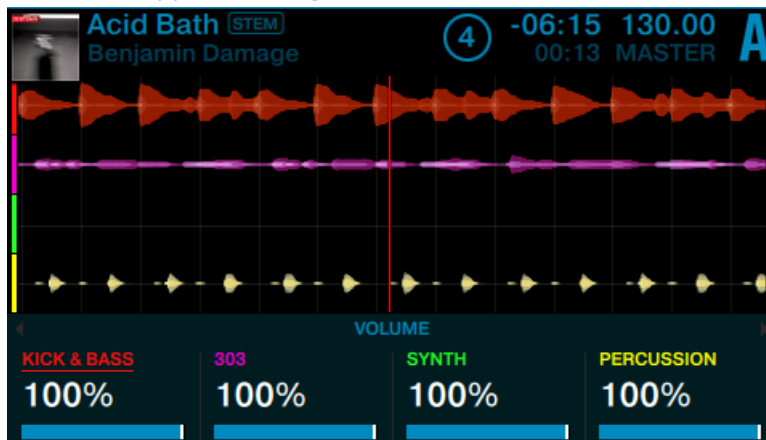 Acid Bath STEM
Benjamin Damage
4
-06:15 130.00
00:13 MASTER
A
VOLUME
KICK & BASS 303 SYNTH PERCUSSION
100% 100% 100% 100%